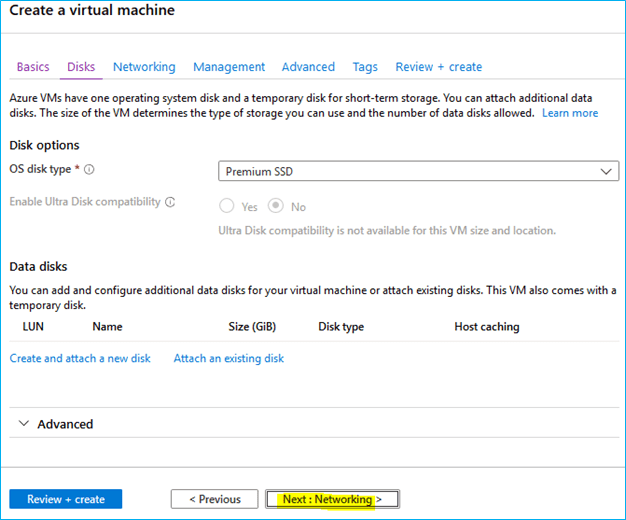 Create a virtual machine
Basics Disks Networking Management Advanced Tags Review + create
Azure VMs have one operating system disk and a temporary disk for short-term storage. You can attach additional data
disks. The size of the VM determines the type of storage you can use and the number of data disks allowed. Learn more
Disk options
OS disk type *
Premium SSD
Enable Ultra Disk compatibility
Yes No
Ultra Disk compatibility is not available for this VM size and location.
Data disks
You can add and configure additional data disks for your virtual machine or attach existing disks. This VM also comes with a
temporary disk.
LUN Name Size (GiB) Disk type Host caching
Create and attach a new disk Attach an existing disk
Advanced
Review + create < Previous Next : Networking >